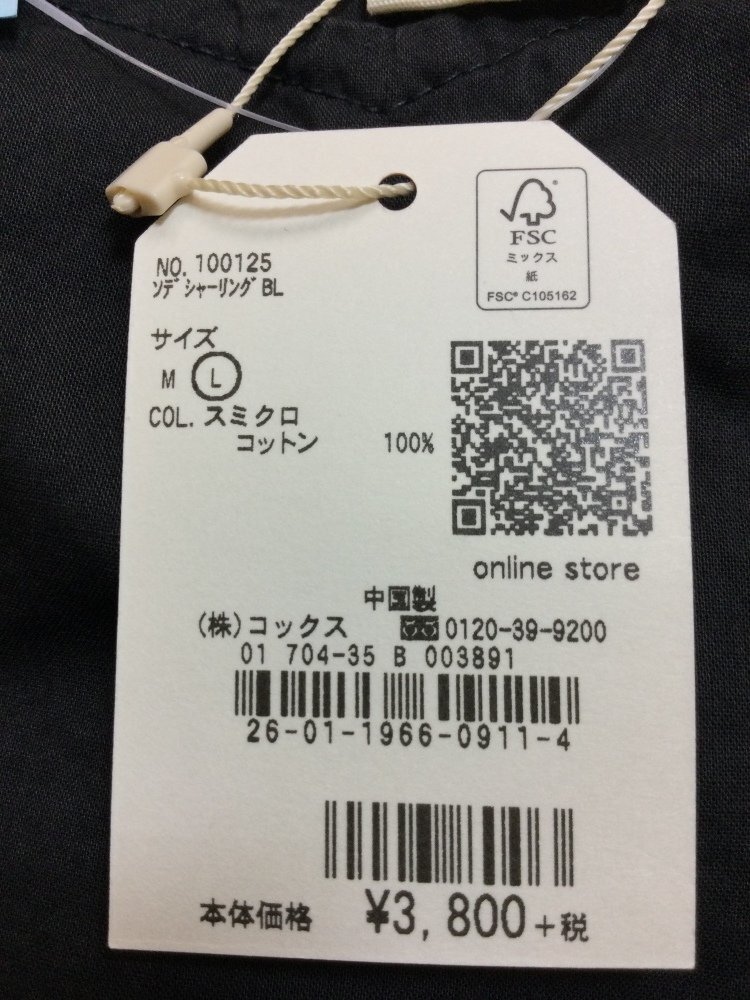 FSC
ミックス
紙
FSC® C105162
NO. 100125
ｿﾃﾞｼｬｰﾘﾝｸﾞBL
サイズ
M L
COL. スミクロ
コットン 100%
online store
中国製
(株)コックス 0120-39-9200
01 704-35 B 003891
26-01-1966-0911-4
本体価格 ¥3,800+税